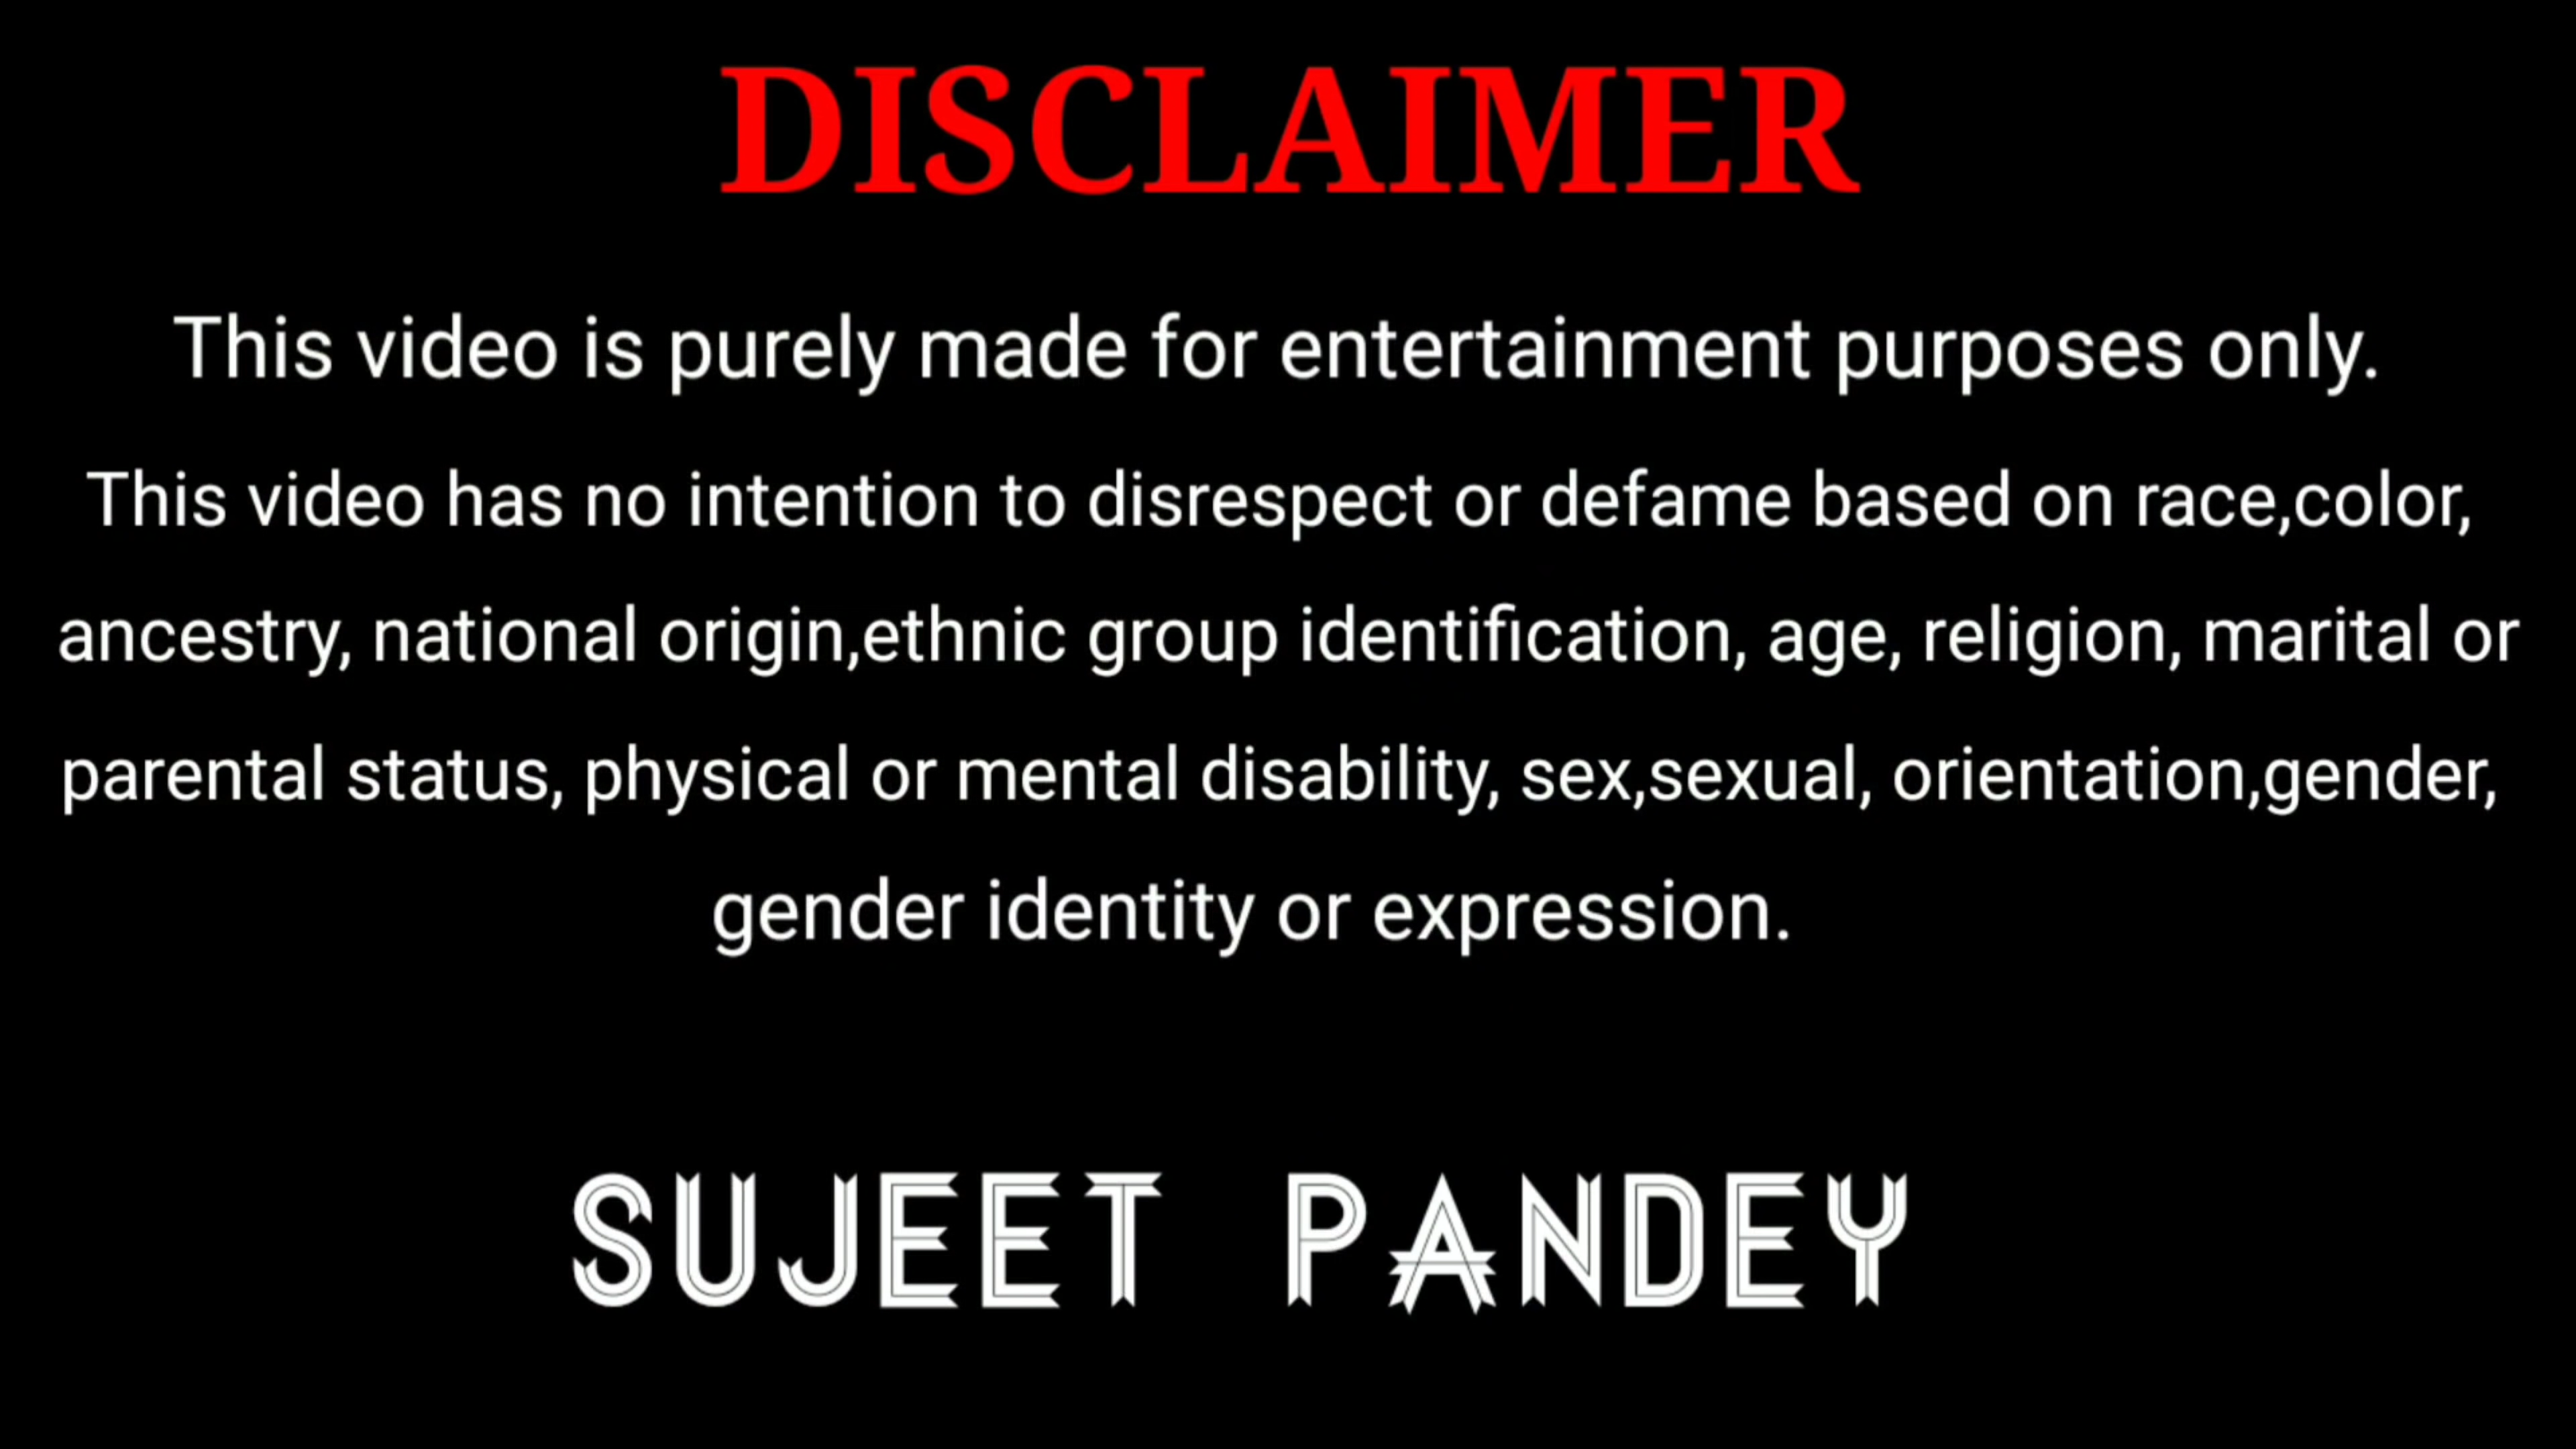 DISCLAIMER
This video is purely made for entertainment purposes only.
This video has no intention to disrespect or defame based on race,color,
ancestry, national origin,ethnic group identification, age, religion, marital or
parental status, physical or mental disability, sex,sexual, orientation,gender,
gender identity or expression.
SUJEET PANDEY